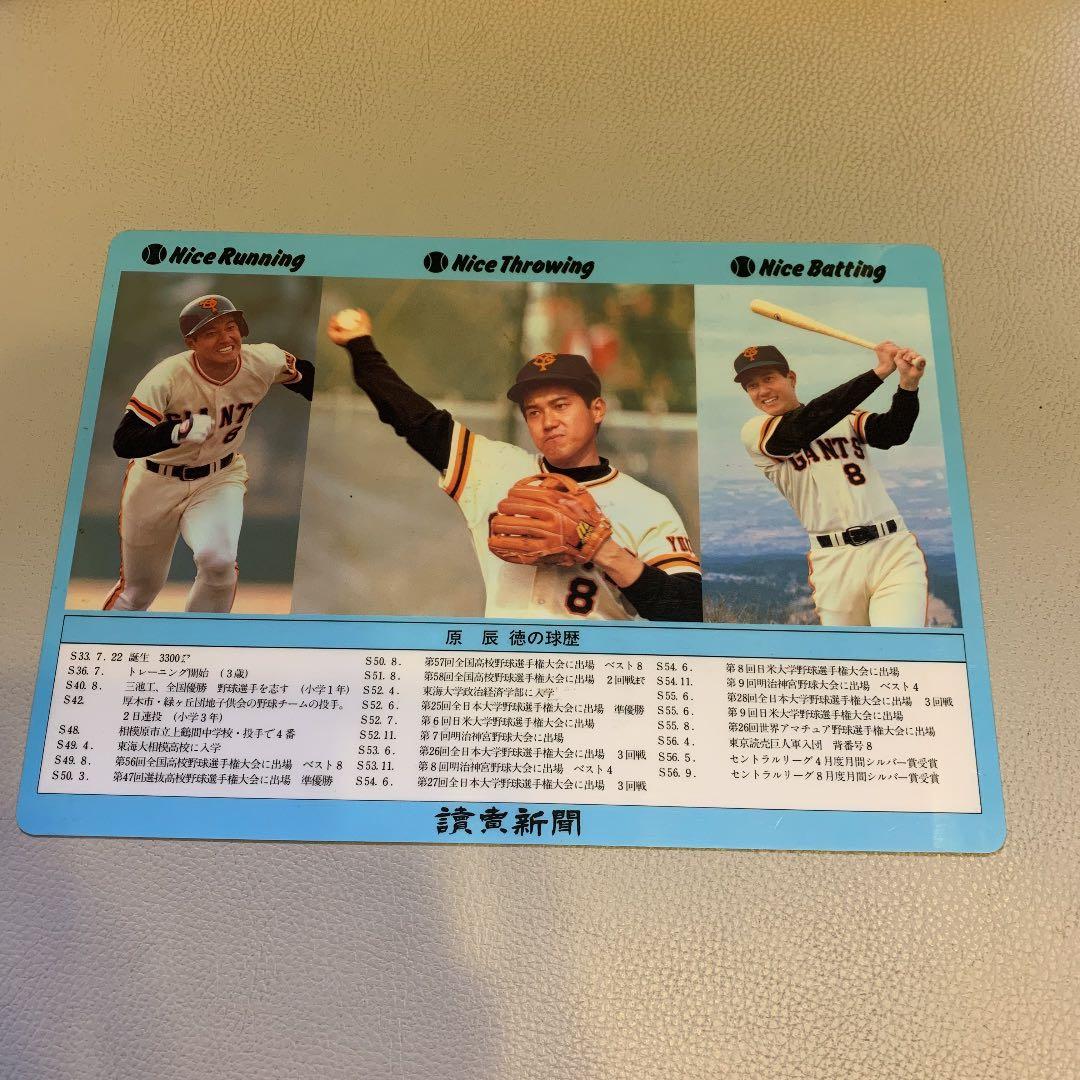 Nice Running
Nice Throwing
Nice Batting
GIANTS
8
YOM
8
GIANTS
8
原 辰徳の球歴
S33. 7. 22 誕生 3300㌘
S36. 7. トレーニング開始 (3歳)
S40. 8. 三池工、全国優勝 野球選手を志す (小学1年)
S42. 厚木市・緑ヶ丘団地子供会の野球チームの投手。
2日連投 (小学3年)
S48. 相模原市立上鶴間中学校・投手で4番
S49. 4. 東海大相模高校に入学
S49. 8. 第56回全国高校野球選手権大会に出場 ベスト8
S50. 3. 第47回選抜高校野球選手権大会に出場 準優勝
S50. 8. 第57回全国高校野球選手権大会に出場 ベスト8
S51. 8. 第58回全国高校野球選手権大会に出場 2回戦まで
S52. 4. 東海大学政治経済学部に入学
S52. 6. 第25回全日本大学野球選手権大会に出場 準優勝
S52. 7. 第6回日米大学野球選手権大会に出場
S52. 11. 第7回明治神宮野球大会に出場
S53. 6. 第26回全日本大学野球選手権大会に出場 3回戦
S53. 11. 第8回明治神宮野球大会に出場 ベスト4
S54. 6. 第27回全日本大学野球選手権大会に出場 3回戦
S54. 6. 第8回日米大学野球選手権大会に出場
S54. 11. 第9回明治神宮野球大会に出場 ベスト4
S55. 6. 第28回全日本大学野球選手権大会に出場 3回戦
S55. 6. 第9回日米大学野球選手権大会に出場
S55. 8. 第26回世界アマチュア野球選手権大会に出場
S56. 4. 東京読売巨人軍入団 背番号8
S56. 5. セントラルリーグ4月度月間シルバー賞受賞
S56. 9. セントラルリーグ8月度月間シルバー賞受賞
讀賣新聞